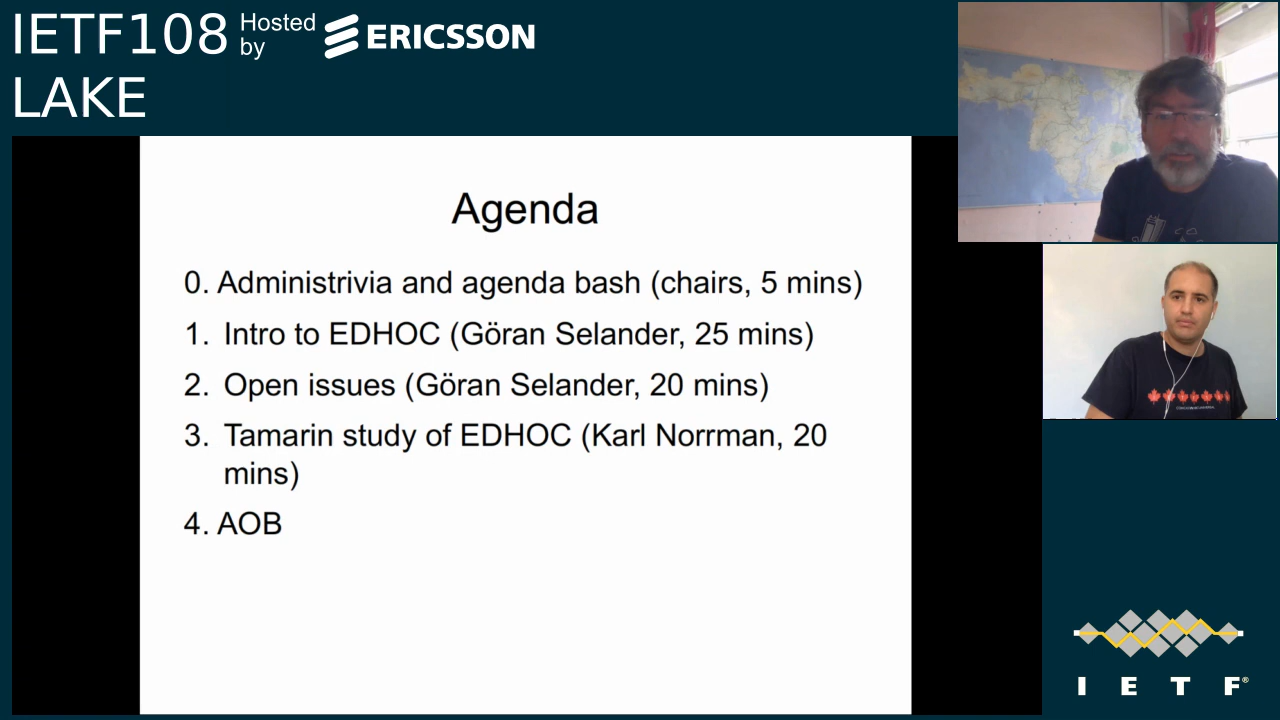 IETF108 Hosted
by
ERICSSON
LAKE
Agenda
0. Administrivia and agenda bash (chairs, 5 mins)
1. Intro to EDHOC (Göran Selander, 25 mins)
2. Open issues (Göran Selander, 20 mins)
3. Tamarin study of EDHOC (Karl Norrman, 20
mins)
4. AOB
I E T F®